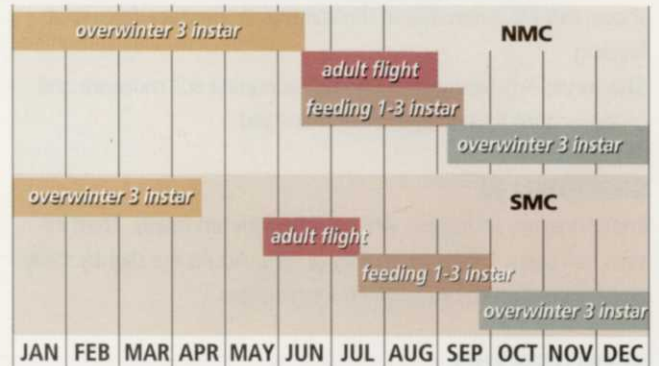 overwinter 3 instar
NMC
adult flight
feeding 1-3 instar
overwinter 3 instar
overwinter 3 instar
SMC
adult flight
feeding 1-3 instar
overwinter 3 instar
JAN FEB MAR APR MAY JUN JUL AUG SEP OCT NOV DEC